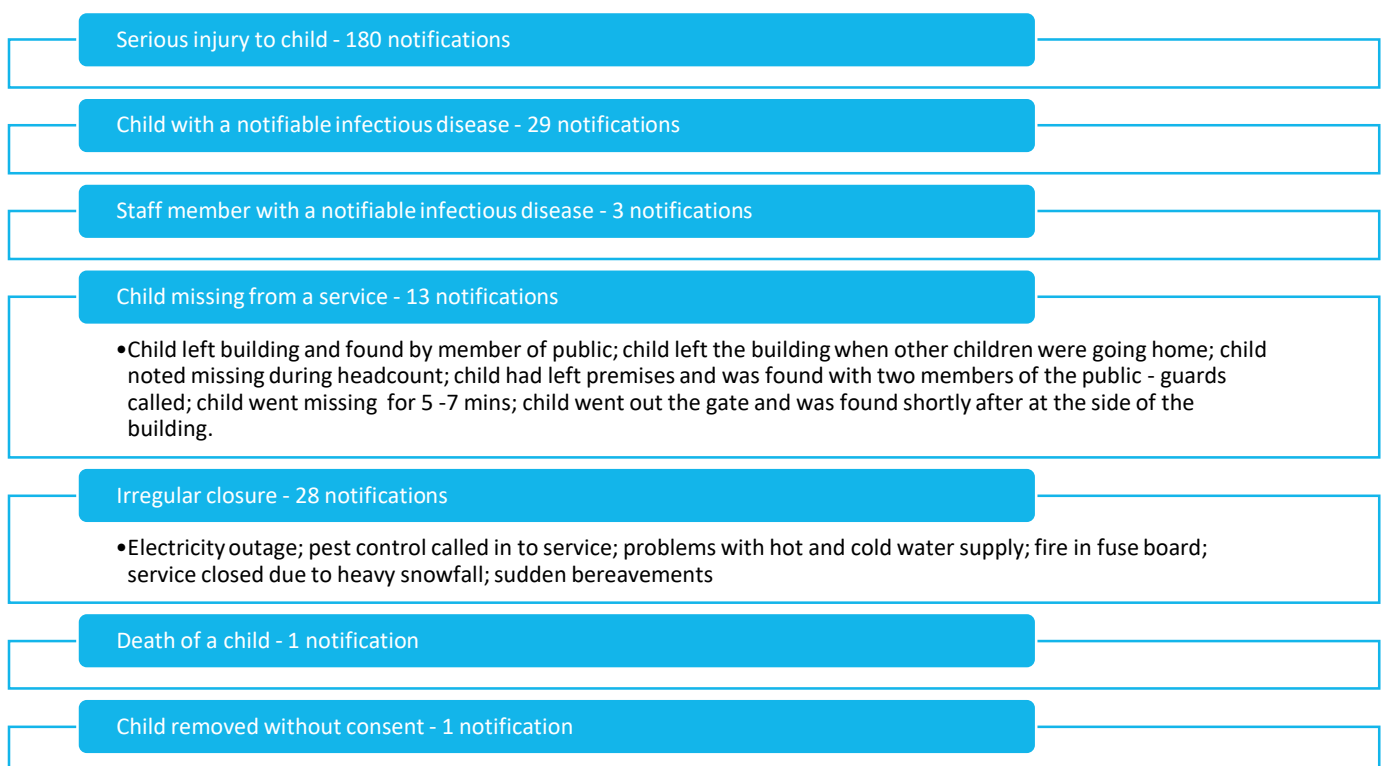 Serious injury to child - 180 notifications
Child with a notifiable infectious disease - 29 notifications
Staff member with a notifiable infectious disease - 3 notifications
Child missing from a service - 13 notifications
•Child left building and found by member of public; child left the building when other children were going home; child
noted missing during headcount; child had left premises and was found with two members of the public - guards
called; child went missing for 5 -7 mins; child went out the gate and was found shortly after at the side of the
building.
Irregular closure - 28 notifications
•Electricity outage; pest control called in to service; problems with hot and cold water supply; fire in fuse board;
service closed due to heavy snowfall; sudden bereavements
Death of a child - 1 notification
Child removed without consent - 1 notification